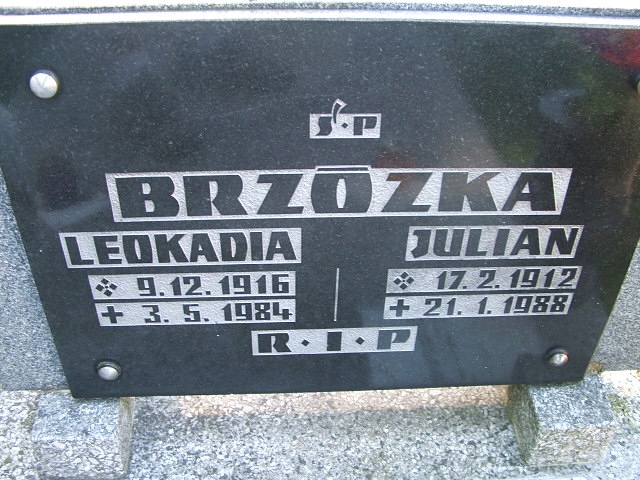 Ś·P
BRZÓZKA
LEOKADIA JULIAN
9.12.1916 17.2.1912
+ 3.5.1984 + 21.1.1988
R·I·P